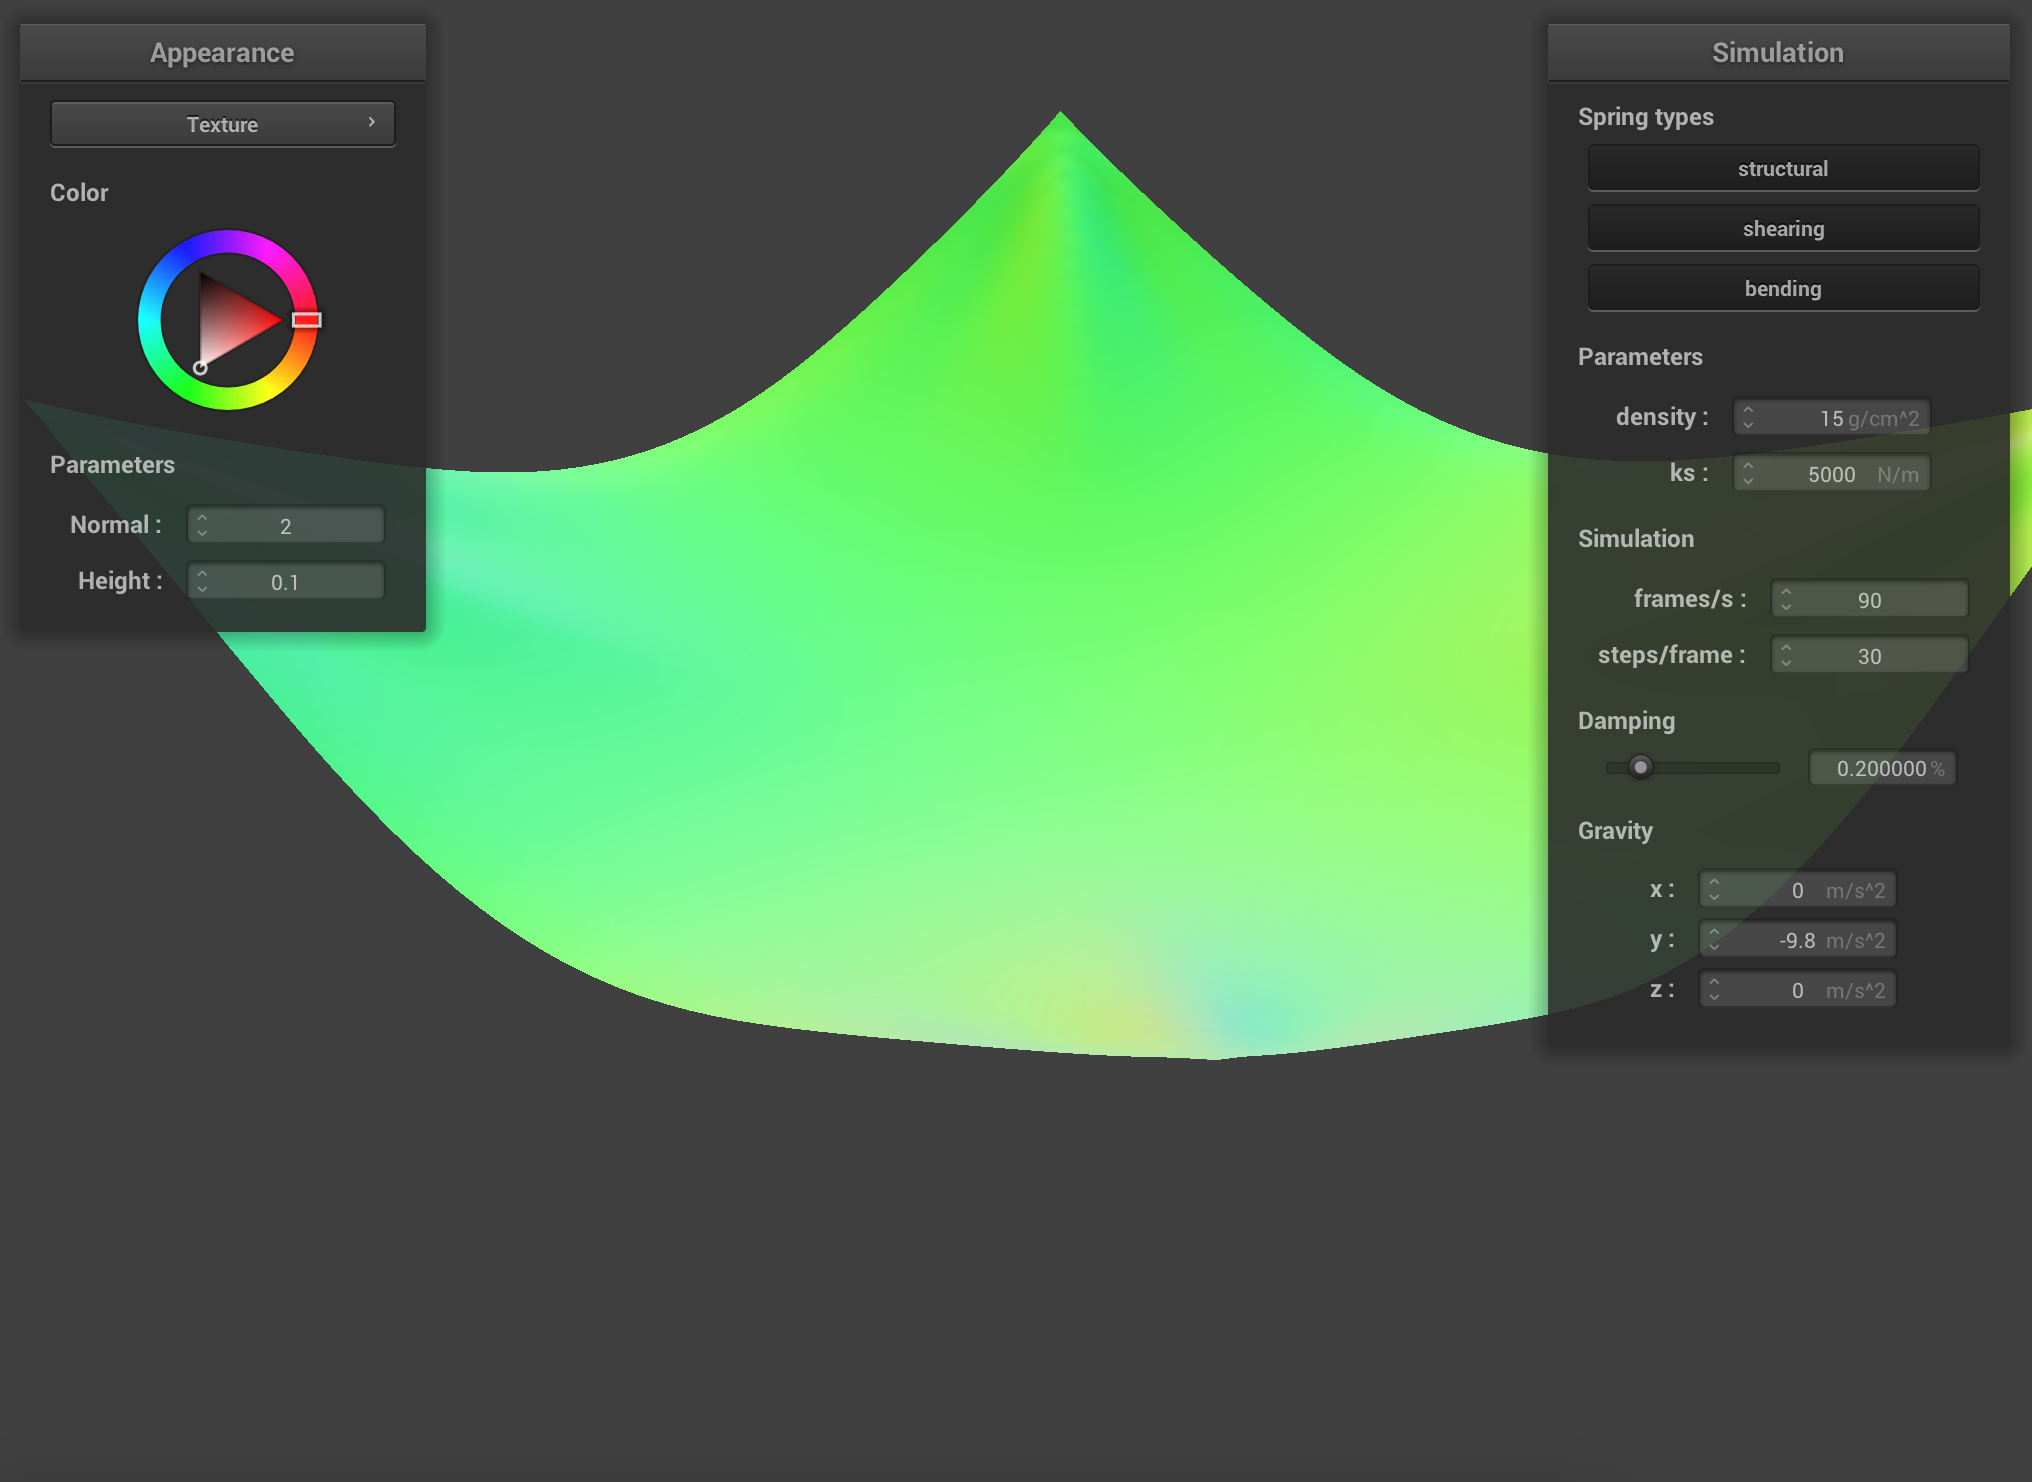 Appearance
Texture
Color
Parameters
Normal : 2
Height : 0.1
Simulation
Spring types
structural
shearing
bending
Parameters
density : 15 g/cm^2
ks : 5000 N/m
Simulation
frames/s : 90
steps/frame : 30
Damping
0.200000 %
Gravity
x : 0 m/s^2
y : -9.8 m/s^2
z : 0 m/s^2